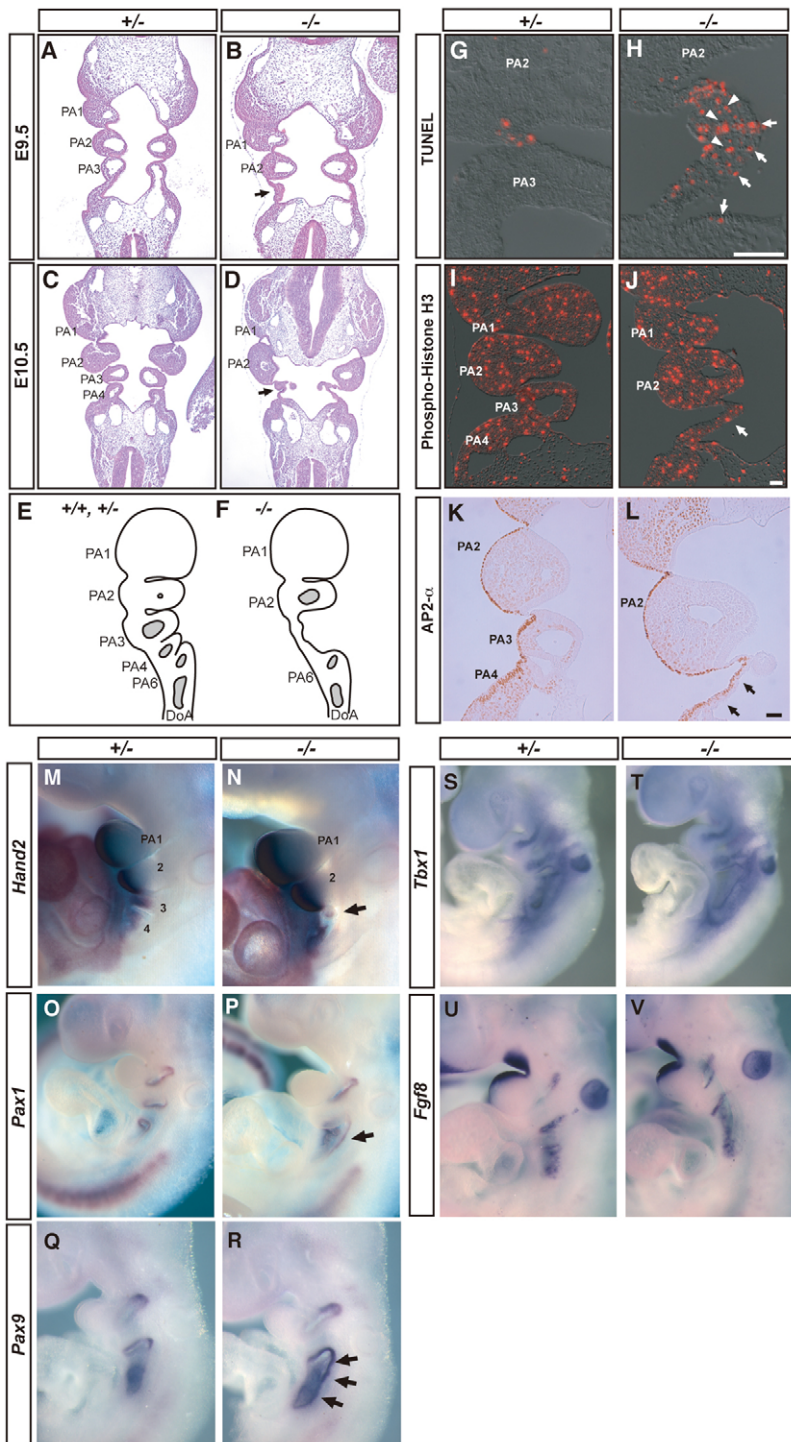 +/- -/- +/- -/-
E9.5
A B
PA1 PA1
PA2 PA2
PA3
E10.5
C D
PA1 PA1
PA2 PA2
PA3
PA4
E +/+, +/- F -/-
PA1 PA1
PA2 PA2
PA3
PA4
PA6 PA6
DoA DoA
TUNEL
G H
PA2 PA2
PA3
Phospho-Histone H3
I J
PA1 PA1
PA2 PA2
PA3
PA4
AP2-α
K L
PA2 PA2
PA3
PA4
+/- -/- +/- -/-
Hand2
M N
PA1 PA1
2 2
3
4
Pax1
O P
Pax9
Q R
Tbx1
S T
Fgf8
U V